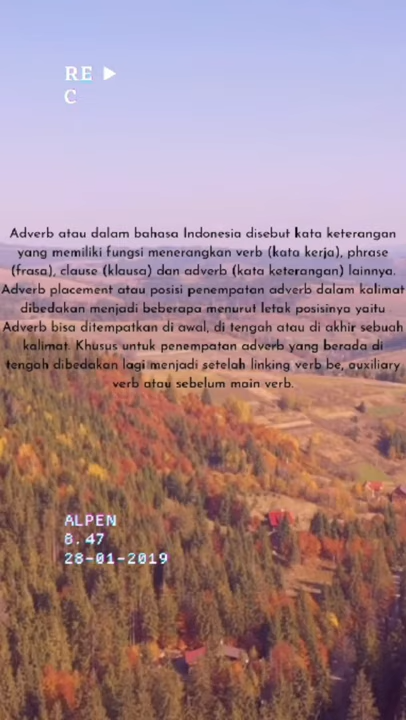 RE
C
Adverb atau dalam bahasa Indonesia disebut kata keterangan
yang memiliki fungsi menerangkan verb (kata kerja), phrase
(frasa), clause (klausa) dan adverb (kata keterangan) lainnya.
Adverb placement atau posisi penempatan adverb dalam kalimat
dibedakan menjadi beberapa menurut letak posisinya yaitu
Adverb bisa ditempatkan di awal, di tengah atau di akhir sebuah
kalimat. Khusus untuk penempatan adverb yang berada di
tengah dibedakan lagi menjadi setelah linking verb be, auxiliary
verb atau sebelum main verb.
ALPEN
8.47
28-01-2019